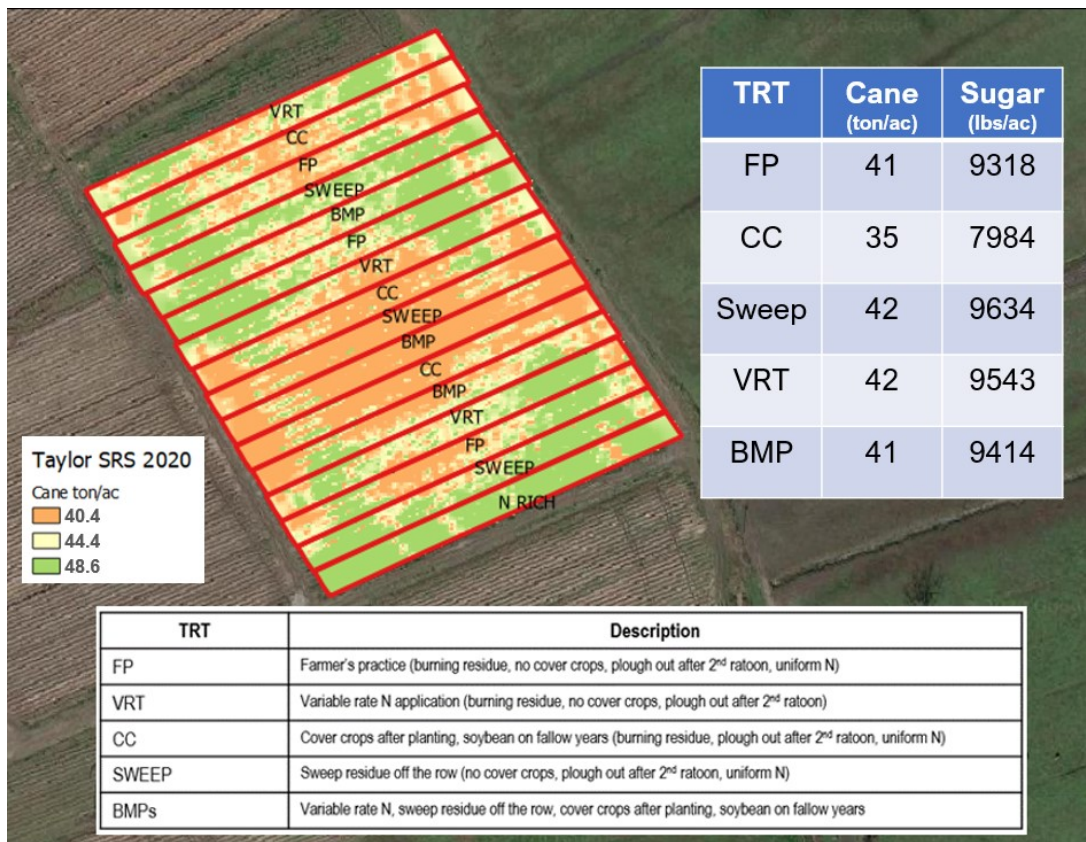 VRT
CC
FP
SWEEP
BMP
FP
VRT
CC
SWEEP
BMP
CC
BMP
VRT
FP
SWEEP
N RICH
TRT Cane (ton/ac) Sugar (lbs/ac)
FP 41 9318
CC 35 7984
Sweep 42 9634
VRT 42 9543
BMP 41 9414
Taylor SRS 2020
Cane ton/ac
40.4
44.4
48.6
TRT Description
FP Farmer's practice (burning residue, no cover crops, plough out after 2nd ratoon, uniform N)
VRT Variable rate N application (burning residue, no cover crops, plough out after 2nd ratoon)
CC Cover crops after planting, soybean on fallow years (burning residue, plough out after 2nd ratoon, uniform N)
SWEEP Sweep residue off the row (no cover crops, plough out after 2nd ratoon, uniform N)
BMPs Variable rate N, sweep residue off the row, cover crops after planting, soybean on fallow years